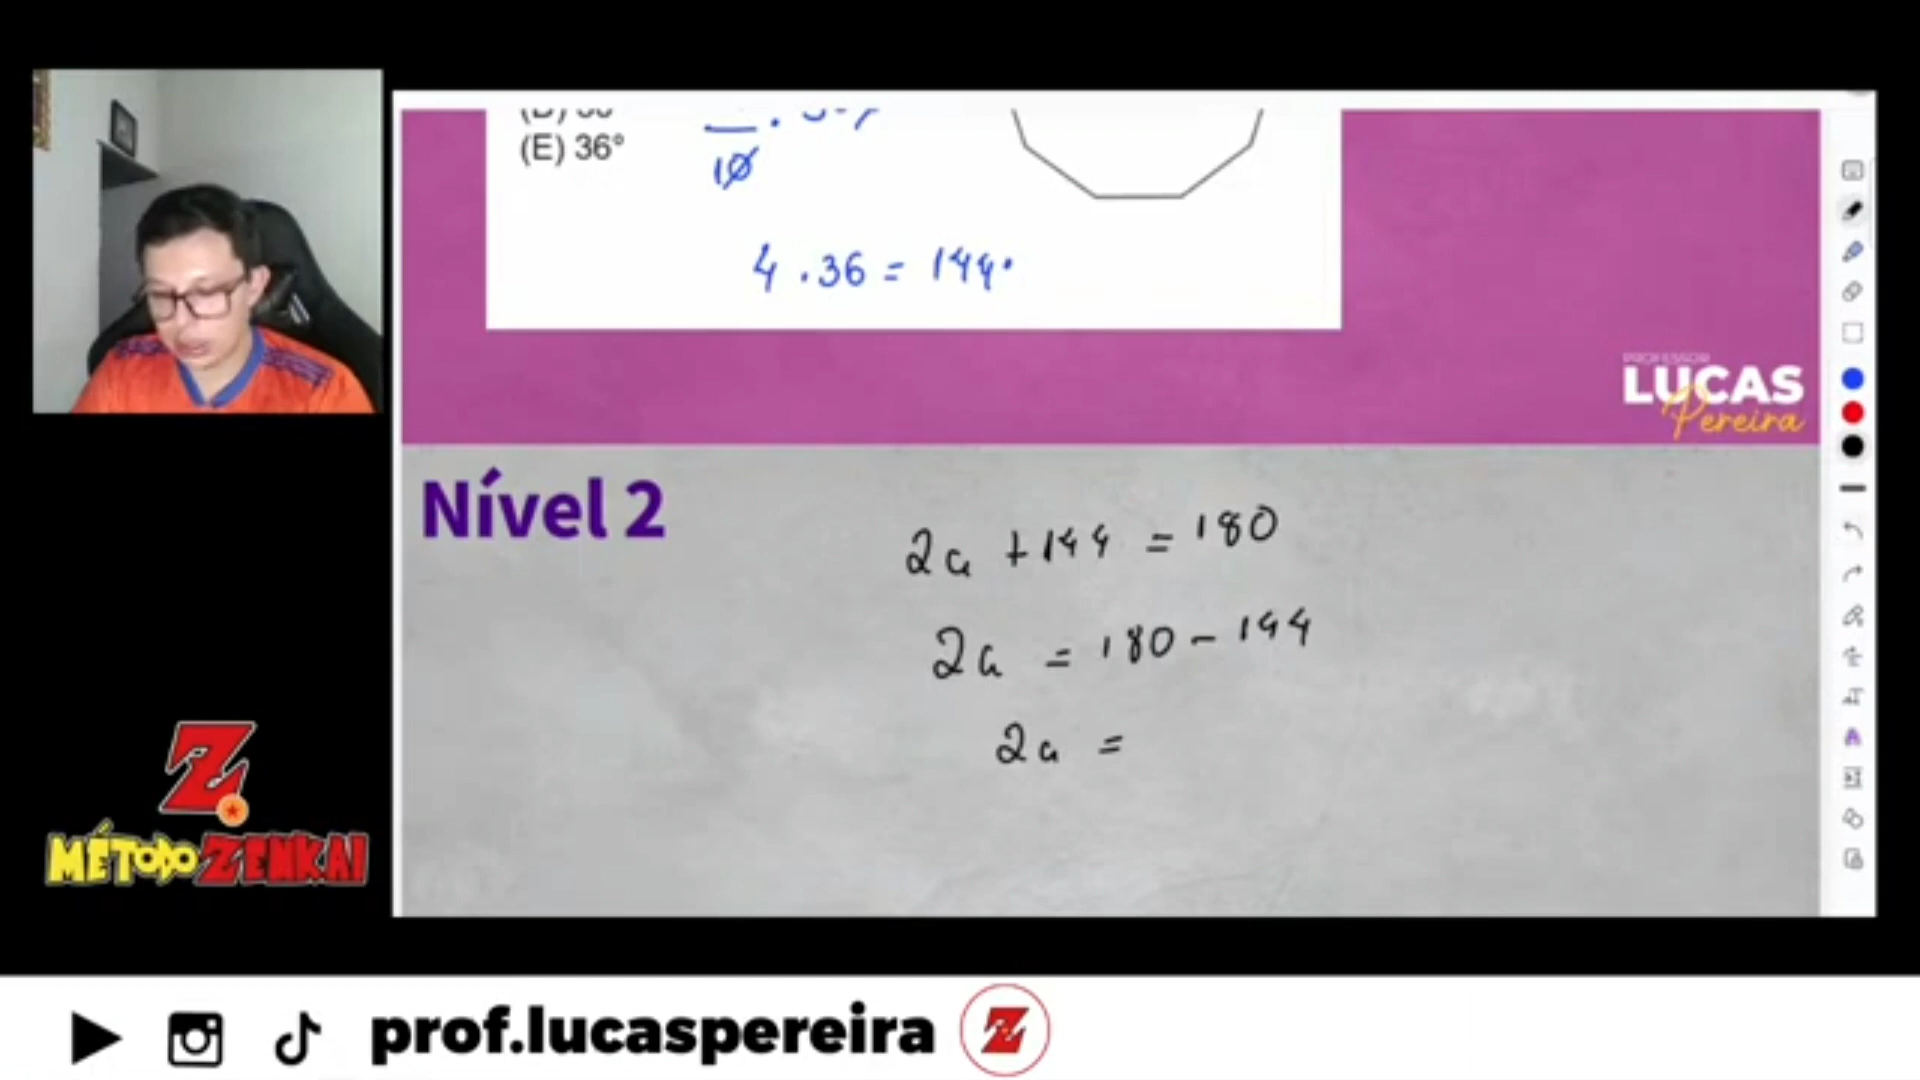 (E) 36°
10
4 . 36 = 144°
PROFESSOR
LUCAS
Pereira
Nível 2
2a + 144 = 180
2a = 180 - 144
2a =
Z
MÉTODO ZENKAI
prof.lucaspereira Z